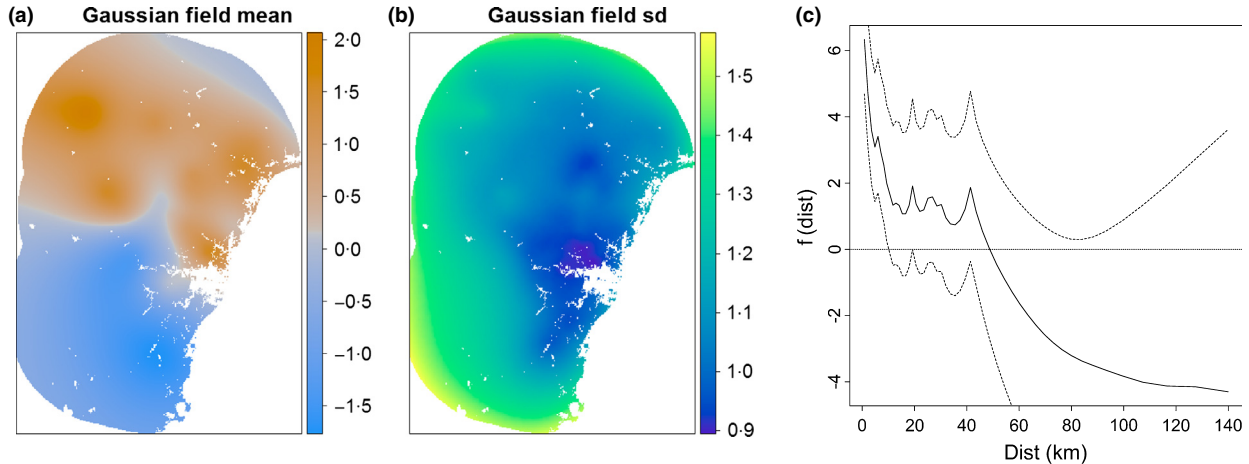 (a)
Gaussian field mean
2·0
1·5
1·0
0·5
0·0
−0·5
−1·0
−1·5
(b)
Gaussian field sd
1·5
1·4
1·3
1·2
1·1
1·0
0·9
(c)
f (dist)
6
4
2
0
−2
−4
0 20 40 60 80 100 120 140
Dist (km)